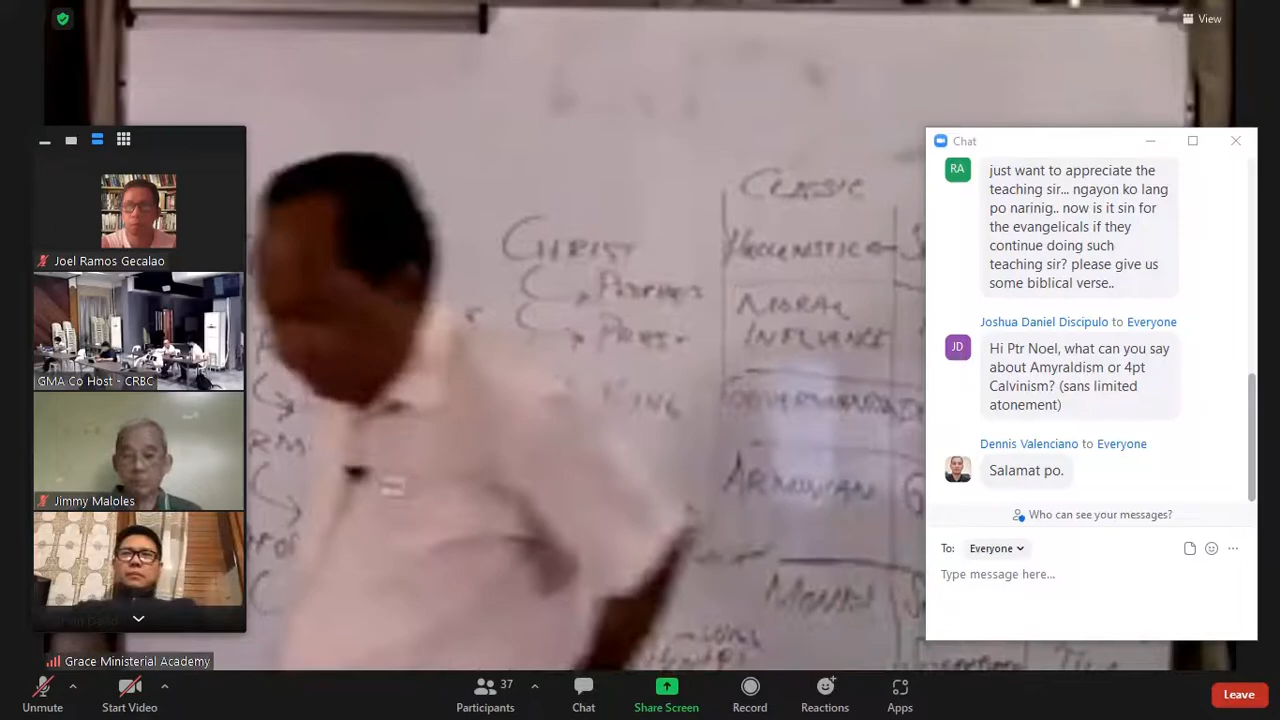 View
Joel Ramos Gecalao
GMA Co Host - CRBC
Jimmy Maloles
Grace Ministerial Academy
CHRIST
PRIEST
KING
CLASSIC
MORAL
INFLUENCE
ARMINIAN
Chat
RA
just want to appreciate the
teaching sir... ngayon ko lang
po narinig.. now is it sin for
the evangelicals if they
continue doing such
teaching sir? please give us
some biblical verse..
Joshua Daniel Discipulo to Everyone
JD
Hi Ptr Noel, what can you say
about Amyraldism or 4pt
Calvinism? (sans limited
atonement)
Dennis Valenciano to Everyone
Salamat po.
Who can see your messages?
To: Everyone
Type message here...
Unmute
Start Video
37
Participants
Chat
Share Screen
Record
Reactions
Apps
Leave